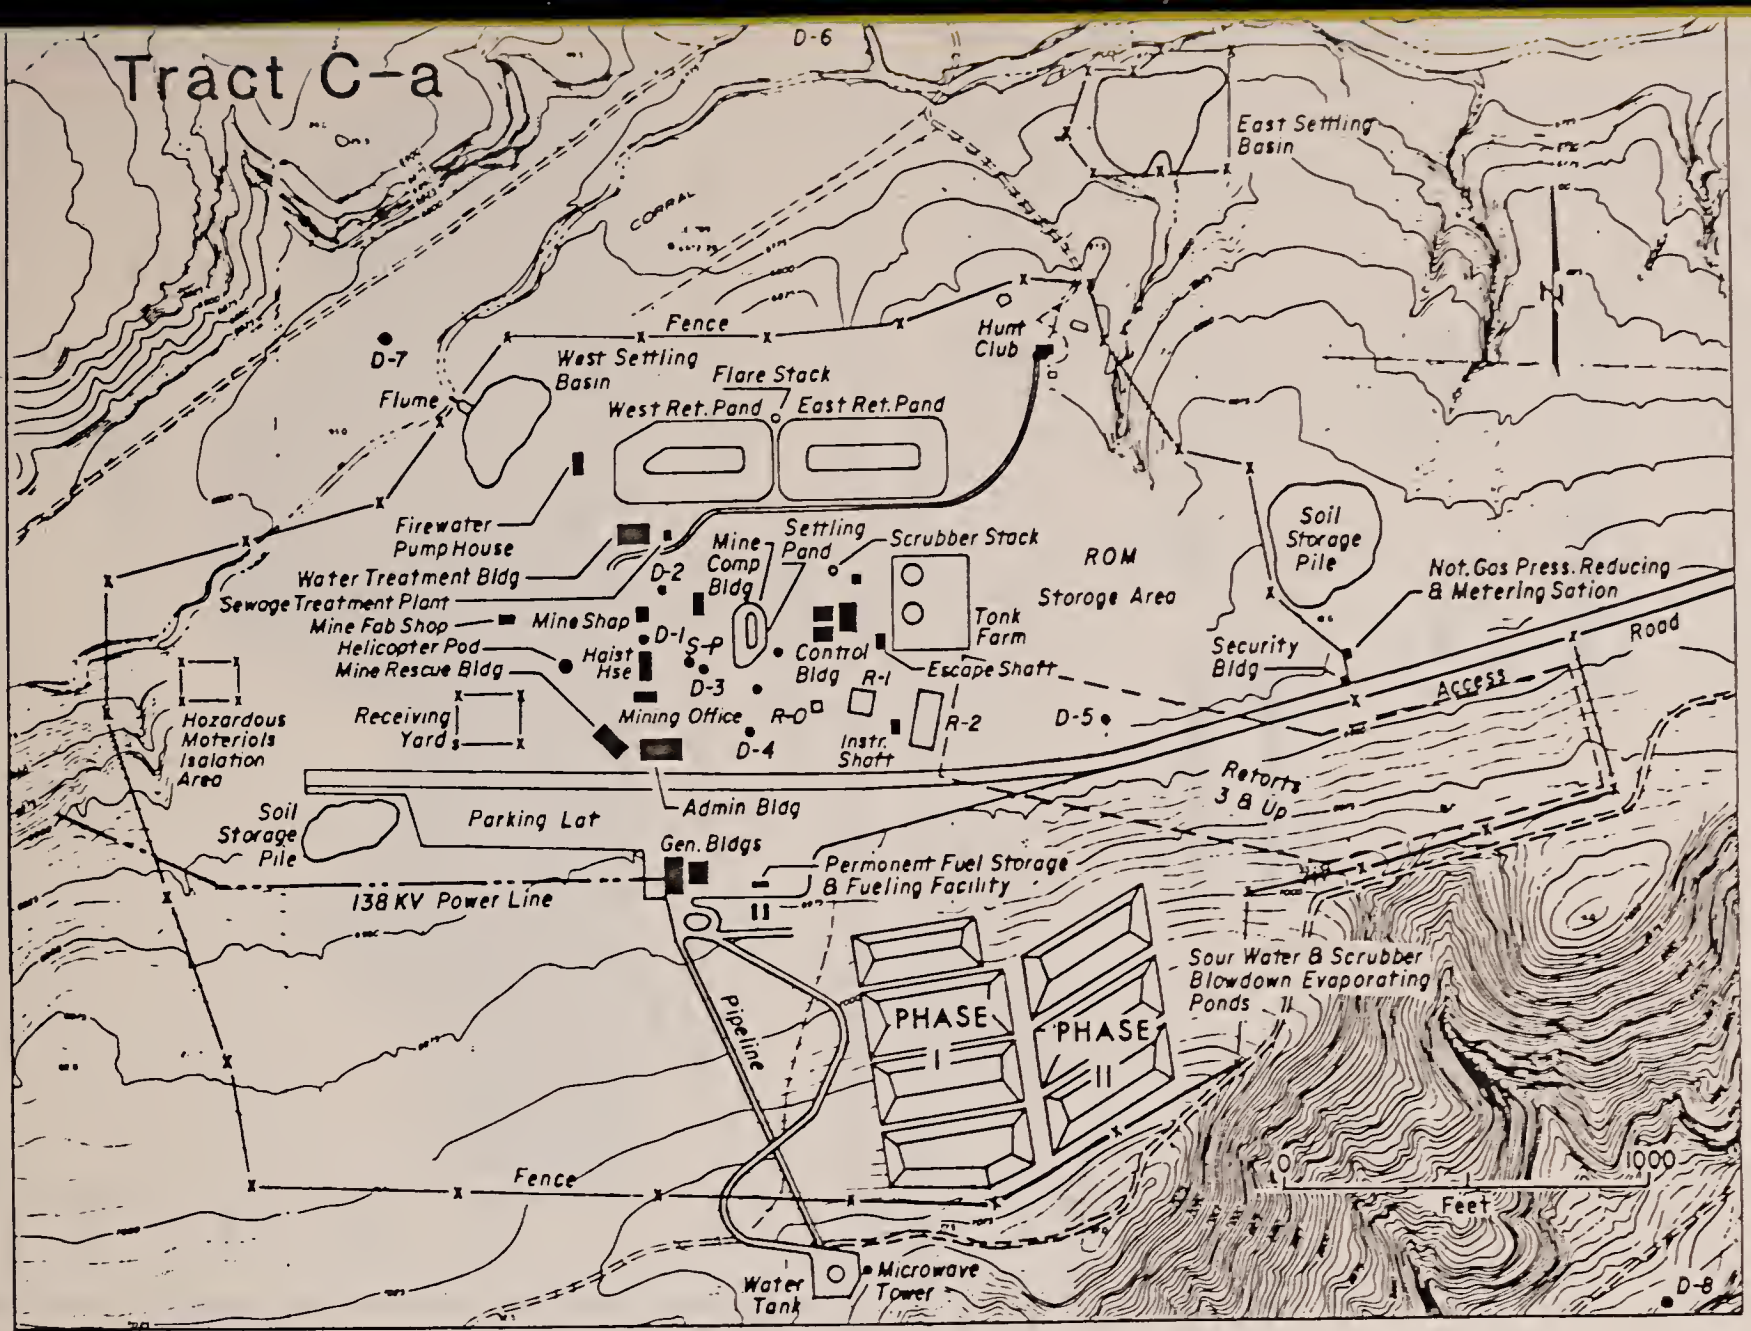 Tract C-a
D-6
East Settling
Basin
CORRAL
N
Fence
Hunt
Club
D-7
West Settling
Basin
Flare Stack
Flume
West Ret. Pond
East Ret. Pond
Firewater
Pump House
Settling
Pond
Mine
Comp
Bldg
Scrubber Stack
ROM
Storage Area
Soil
Storage
Pile
Nat. Gas Press. Reducing
& Metering Sation
Water Treatment Bldg
D-2
Sewage Treatment Plant
Mine Fab Shop
Mine Shop
Tank
Farm
Road
Helicopter Pad
D-1
S-P
Haist
Hse
Control
Bldg
Security
Bldg
Mine Rescue Bldg
D-3
R-1
Escape Shaft
Access
Hazardous
Materials
Isalation
Area
Receiving
Yard
Mining Office
R-0
R-2
D-5
D-4
Instr.
Shaft
Retorts
3 & Up
Soil
Storage
Pile
Parking Lat
Admin Bldg
Gen. Bldgs
Permanent Fuel Storage
& Fueling Facility
138 KV Power Line
Sour Water & Scrubber
Blowdown Evaporating
Ponds
Pipeline
PHASE
I
PHASE
II
Fence
0
1000
Feet
Water
Tank
Microwave
Tower
D-8